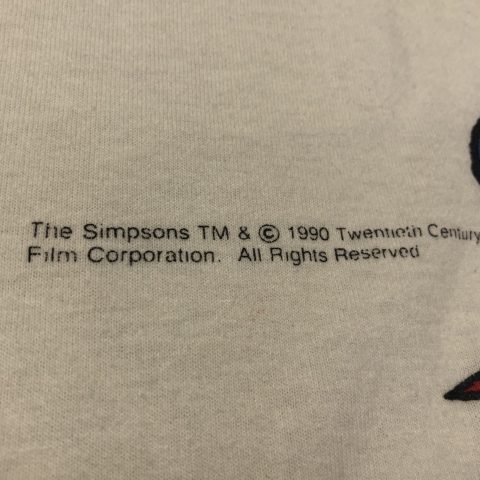 The Simpsons TM & © 1990 Twentieth Century
Film Corporation. All Rights Reserved